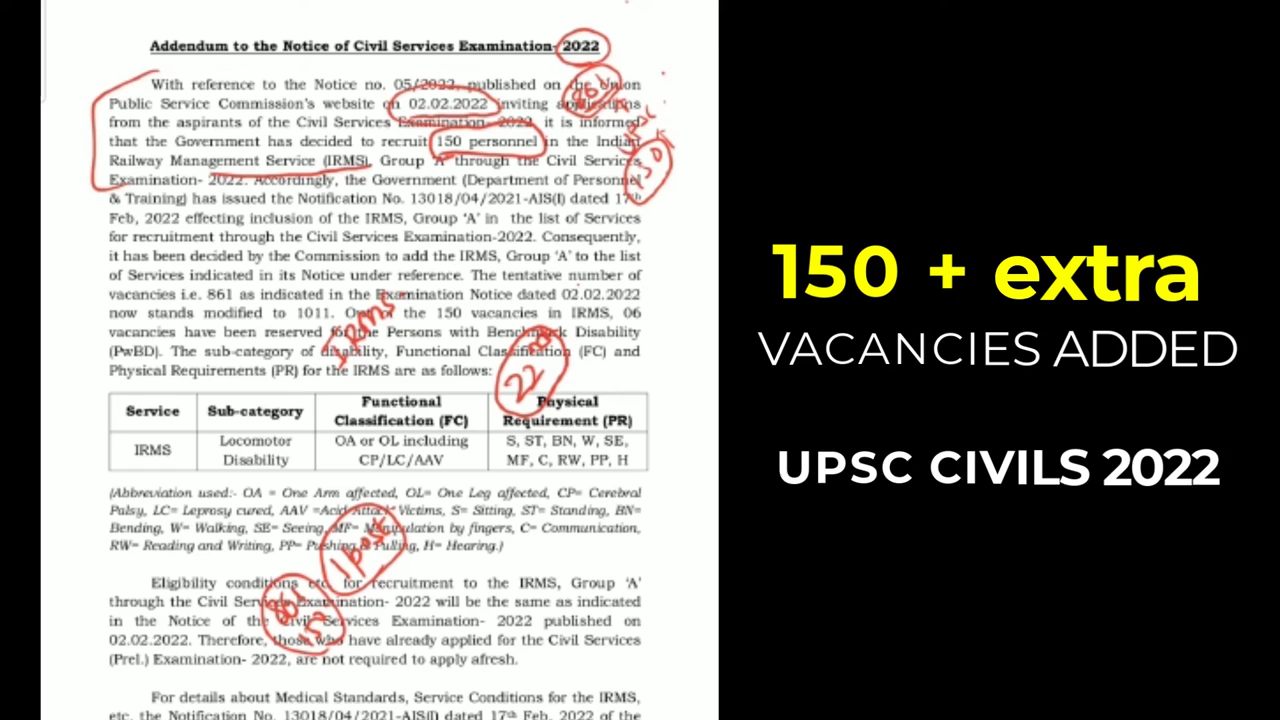 Addendum to the Notice of Civil Services Examination- 2022
With reference to the Notice no. 05/2022, published on the Union
Public Service Commission's website on 02.02.2022 inviting applications
from the aspirants of the Civil Services Examination- 2022, it is informed
that the Government has decided to recruit 150 personnel in the Indian
Railway Management Service (IRMS), Group 'A' through the Civil Services
Examination- 2022. Accordingly, the Government (Department of Personnel
& Training) has issued the Notification No. 13018/04/2021-AIS(I) dated 17th
Feb, 2022 effecting inclusion of the IRMS, Group 'A' in the list of Services
for recruitment through the Civil Services Examination-2022. Consequently,
it has been decided by the Commission to add the IRMS, Group 'A' to the list
of Services indicated in its Notice under reference. The tentative number of
vacancies i.e. 861 as indicated in the Examination Notice dated 02.02.2022
now stands modified to 1011. Out of the 150 vacancies in IRMS, 06
vacancies have been reserved for the Persons with Benchmark Disability
(PwBD). The sub-category of disability, Functional Classification (FC) and
Physical Requirements (PR) for the IRMS are as follows:
Service Sub-category Functional Classification (FC) Physical Requirement (PR)
IRMS Locomotor Disability OA or OL including CP/LC/AAV S, ST, BN, W, SE, MF, C, RW, PP, H
(Abbreviation used:- OA = One Arm affected, OL= One Leg affected, CP= Cerebral
Palsy, LC= Leprosy cured, AAV =Acid Attack Victims, S= Sitting, ST= Standing, BN=
Bending, W= Walking, SE= Seeing, MF= Manipulation by fingers, C= Communication,
RW= Reading and Writing, PP= Pushing & Pulling, H= Hearing.)
Eligibility conditions etc. for recruitment to the IRMS, Group 'A'
through the Civil Services Examination- 2022 will be the same as indicated
in the Notice of the Civil Services Examination- 2022 published on
02.02.2022. Therefore, those who have already applied for the Civil Services
(Prel.) Examination- 2022, are not required to apply afresh.
For details about Medical Standards, Service Conditions for the IRMS,
etc. the Notification No. 13018/04/2021-AIS(I) dated 17th Feb, 2022 of the
861
150+
IRMS
22
1 post
861
150 + extra
VACANCIES ADDED
UPSC CIVILS 2022